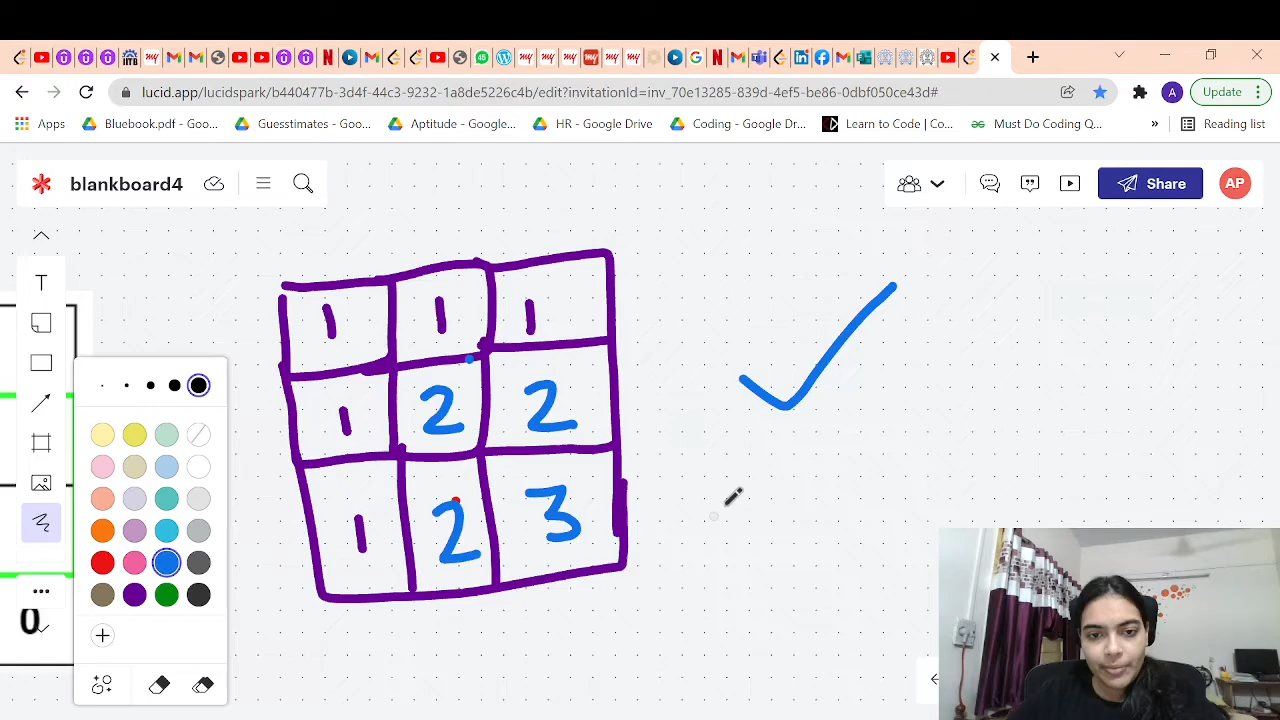 lucid.app/lucidspark/b440477b-3d4f-44c3-9232-1a88e5226c4b/edit?invitationId=inv_70e13285-839d-4ef5-be86-0dbf050ce43d#
A
Update
Apps
Bluebook.pdf - Goo...
Guesstimates - Goo...
Aptitude - Google...
HR - Google Drive
Coding - Google Dr...
Learn to Code | Co...
Must Do Coding Q...
»
Reading list
blankboard4
Share
AP
T
1 1 1
1 2 2
1 2 3
0